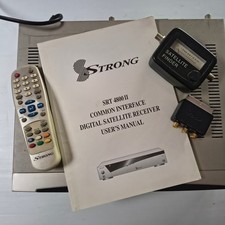 STRONG
SRT 4800 II
COMMON INTERFACE
DIGITAL SATELLITE RECEIVER
USER'S MANUAL
SATELLITE
FINDER
STRONG